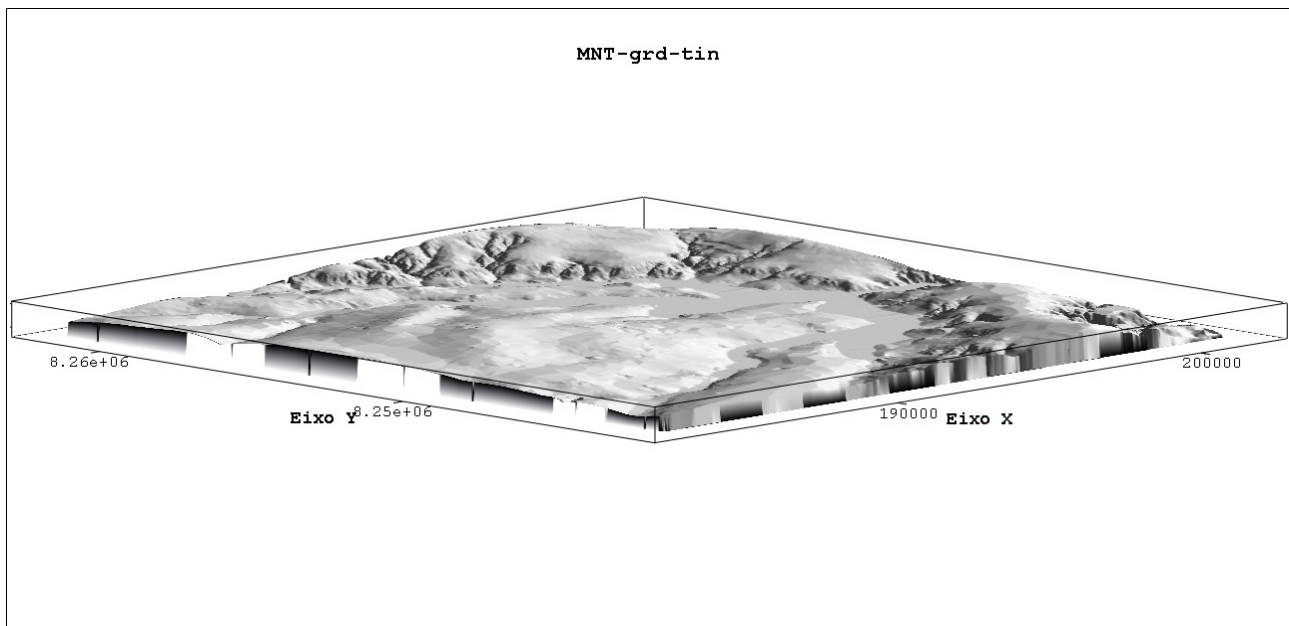 MNT-grd-tin
8.26e+06
200000
Eixo Y
8.25e+06
190000
Eixo X